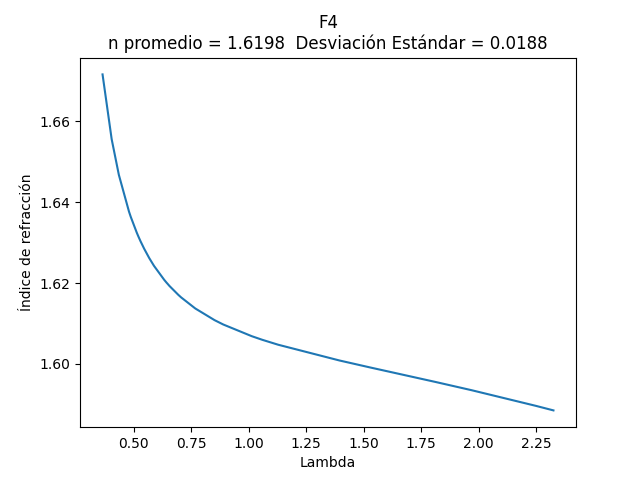 F4
n promedio = 1.6198 Desviación Estándar = 0.0188
Índice de refracción
1.66
1.64
1.62
1.60
0.50 0.75 1.00 1.25 1.50 1.75 2.00 2.25
Lambda